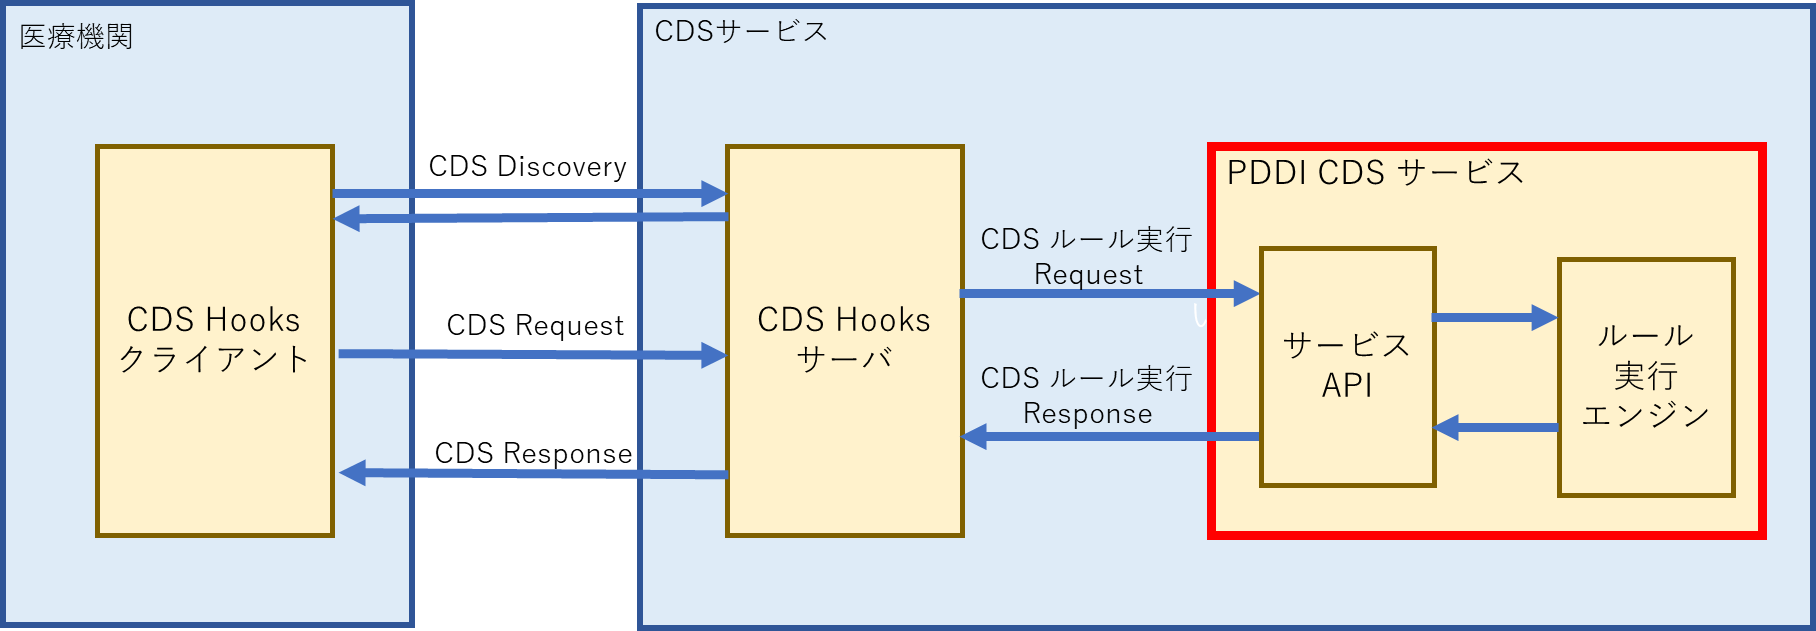 医療機関
CDS Hooks
クライアント
CDS Discovery
CDS Request
CDS Response
CDSサービス
CDS Hooks
サーバ
CDS ルール実行
Request
CDS ルール実行
Response
PDDI CDS サービス
サービス
API
ルール
実行
エンジン